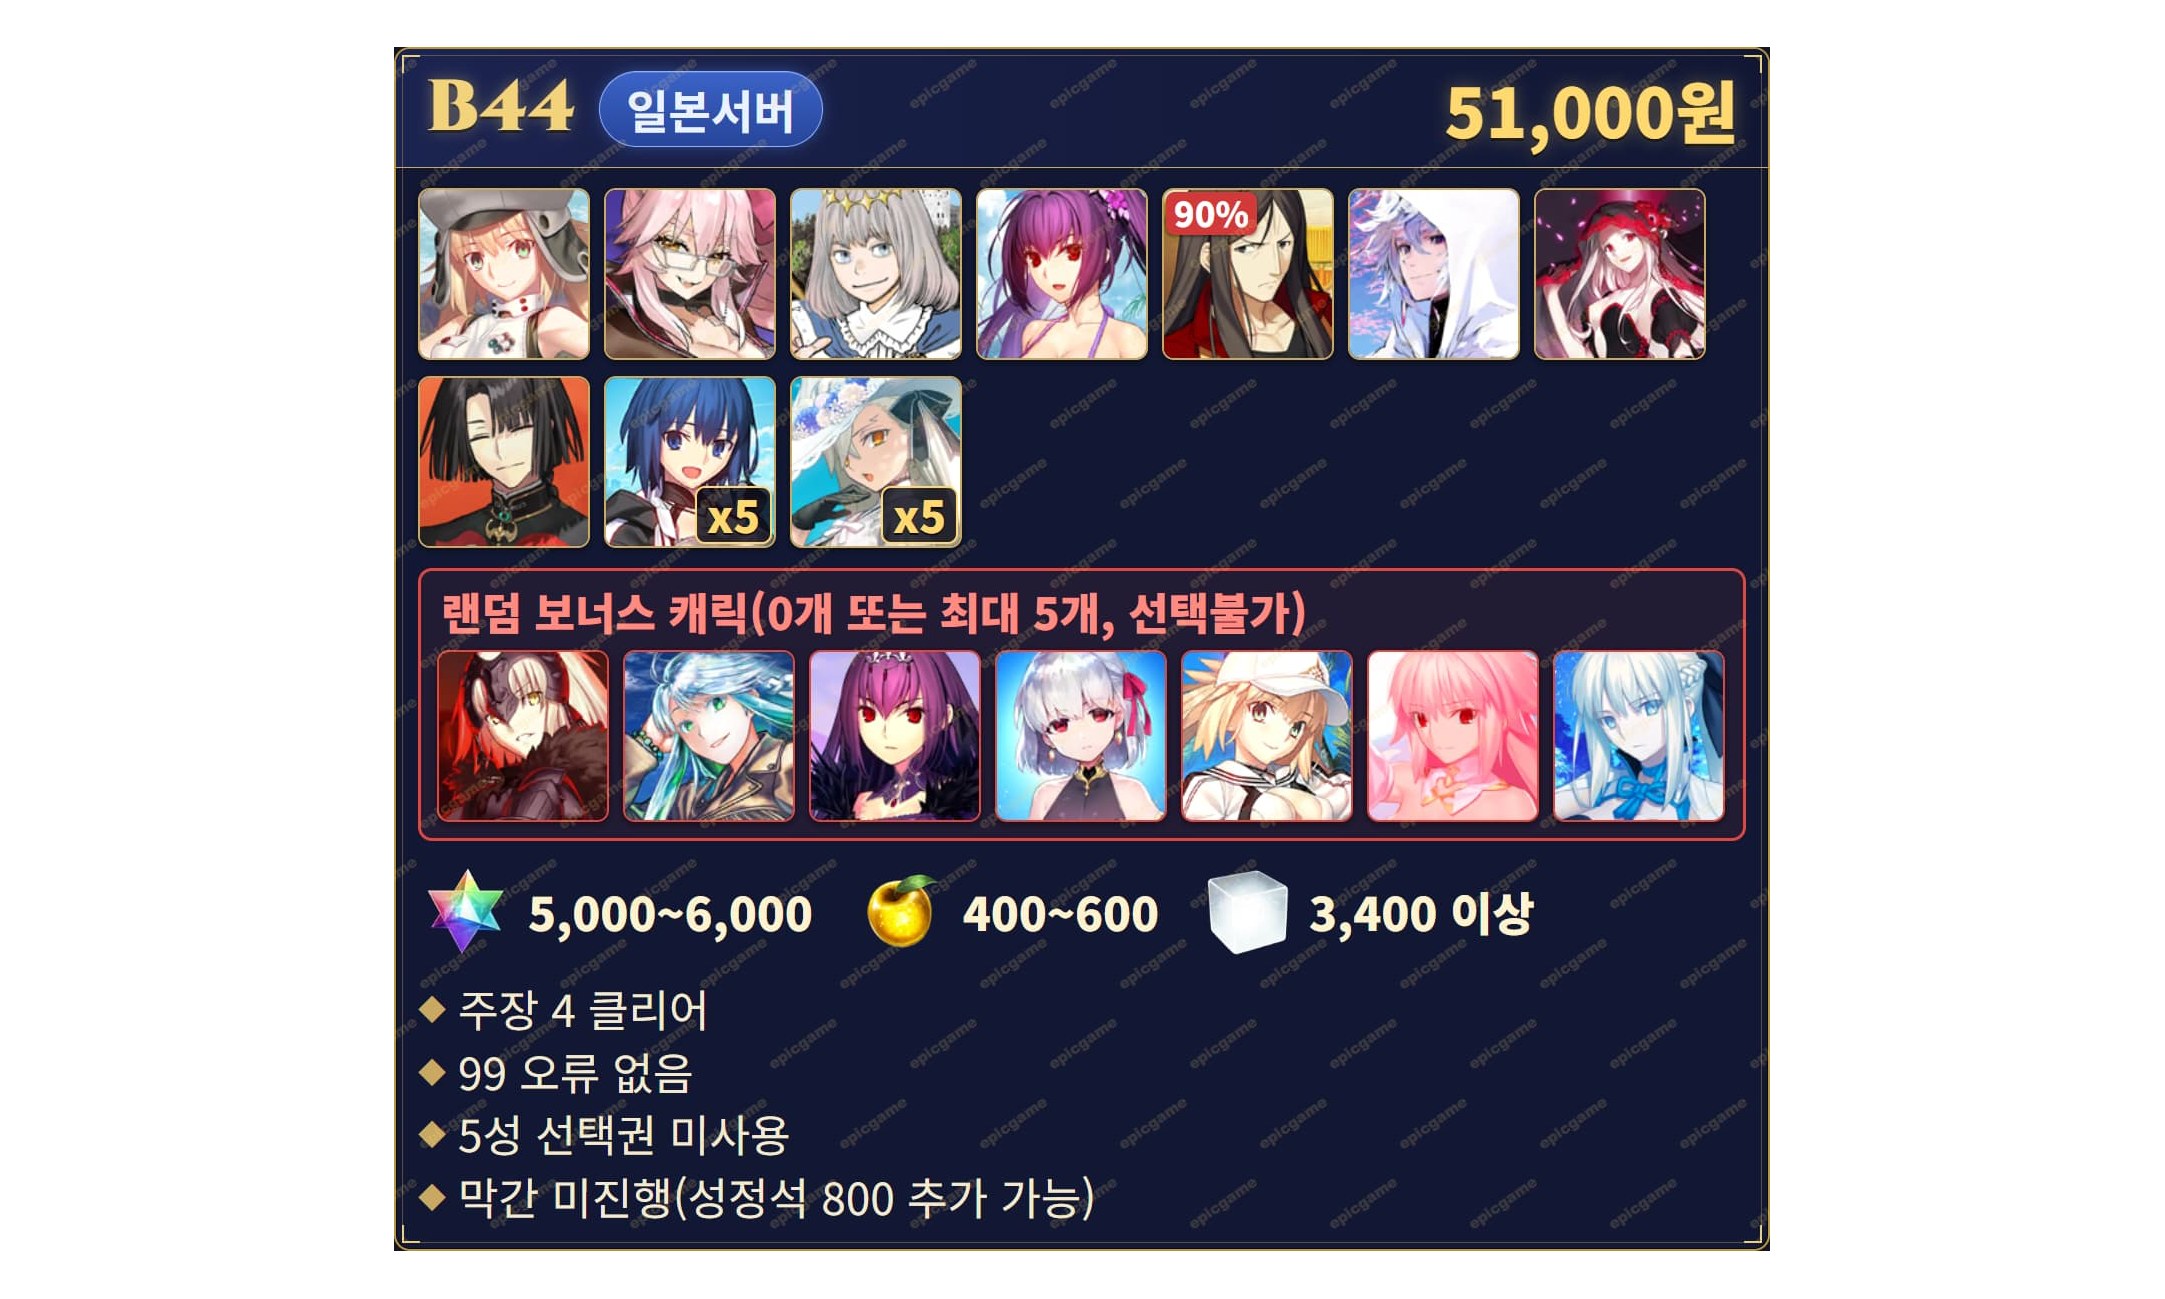 B44 일본서버 51,000원
90%
x5 x5
랜덤 보너스 캐릭(0개 또는 최대 5개, 선택불가)
5,000~6,000 400~600 3,400 이상
주장 4 클리어
99 오류 없음
5성 선택권 미사용
막간 미진행(성정석 800 추가 가능)
epicgame